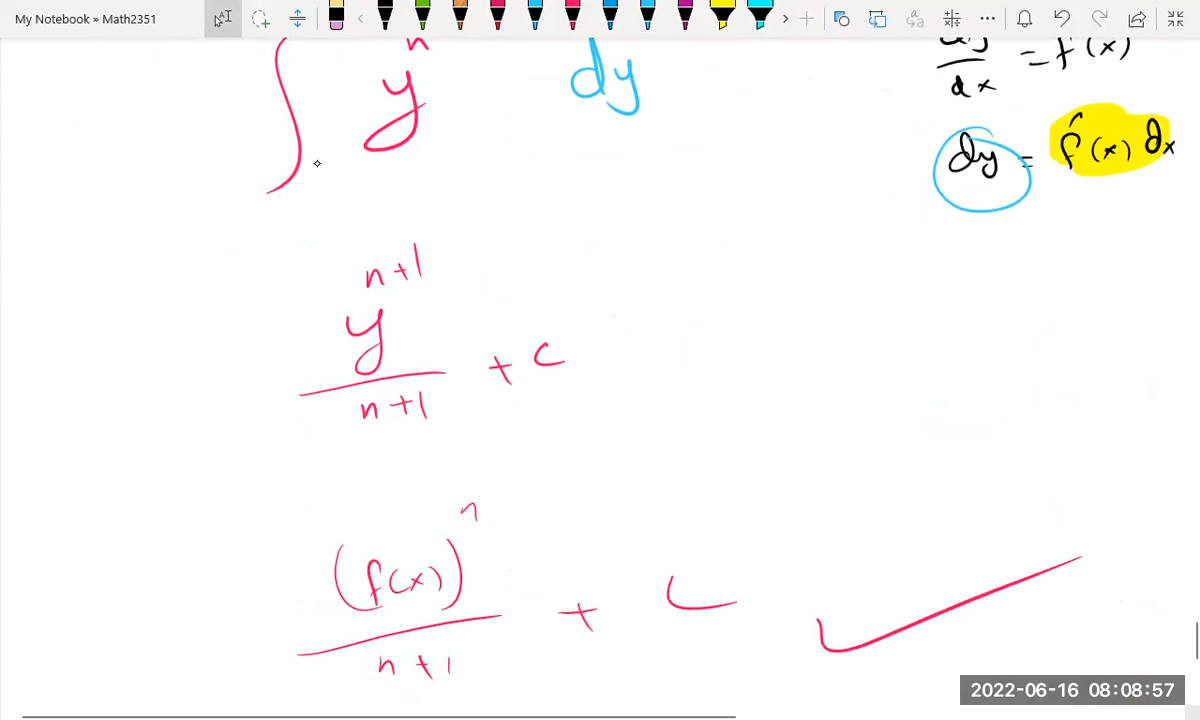 My Notebook » Math2351
∫ y^n dy
dy/dx = f'(x)
dy = f'(x) dx
y^(n+1)/(n+1) + c
(f(x))^n/(n+1) + C
2022-06-16 08:08:57